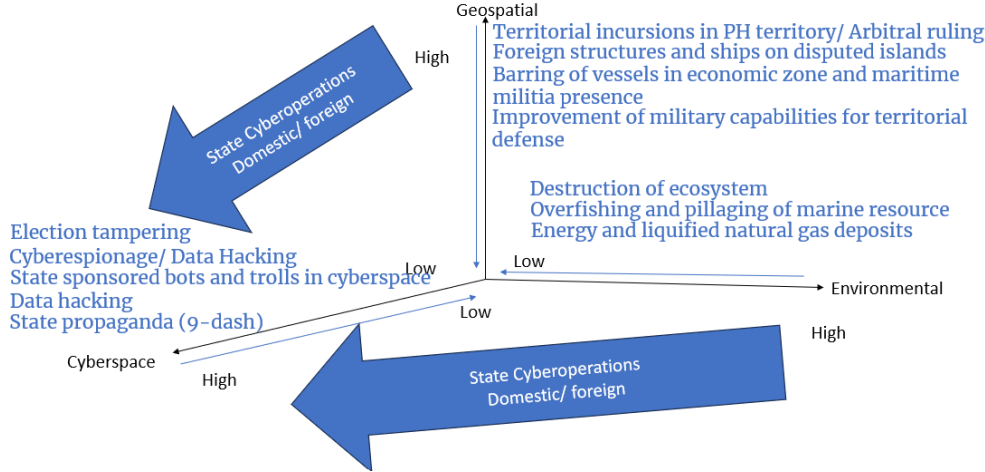 Geospatial
High
Territorial incursions in PH territory/ Arbitral ruling
Foreign structures and ships on disputed islands
Barring of vessels in economic zone and maritime
militia presence
Improvement of military capabilities for territorial
defense
State Cyberoperations
Domestic/ foreign
Destruction of ecosystem
Overfishing and pillaging of marine resource
Energy and liquified natural gas deposits
Election tampering
Cyberespionage/ Data Hacking
State sponsored bots and trolls in cyberspace
Data hacking
State propaganda (9-dash)
Low
Low
Low
Environmental
High
Cyberspace
High
State Cyberoperations
Domestic/ foreign